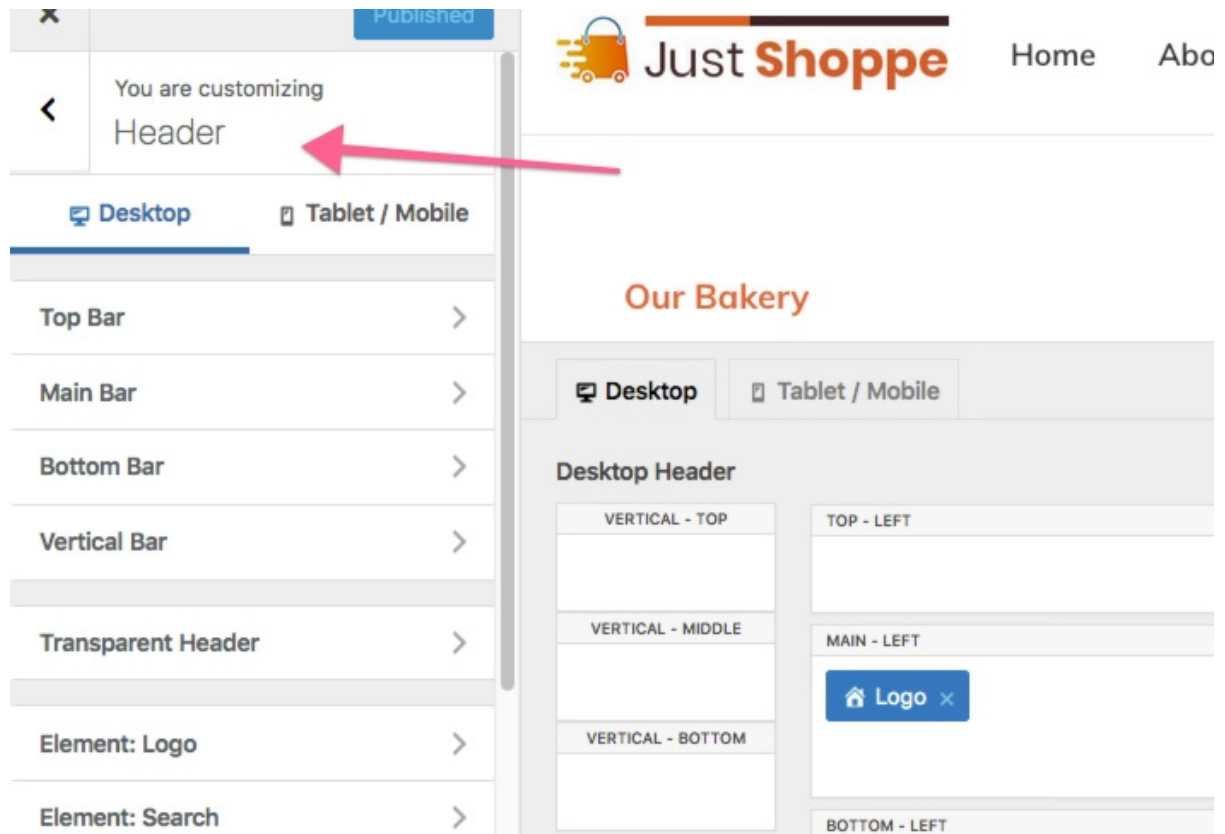 Published
You are customizing
Header
Desktop
Tablet / Mobile
Top Bar
Main Bar
Bottom Bar
Vertical Bar
Transparent Header
Element: Logo
Element: Search
Just Shoppe
Home
Abo
Our Bakery
Desktop
Tablet / Mobile
Desktop Header
VERTICAL - TOP
TOP - LEFT
VERTICAL - MIDDLE
MAIN - LEFT
Logo ×
VERTICAL - BOTTOM
BOTTOM - LEFT